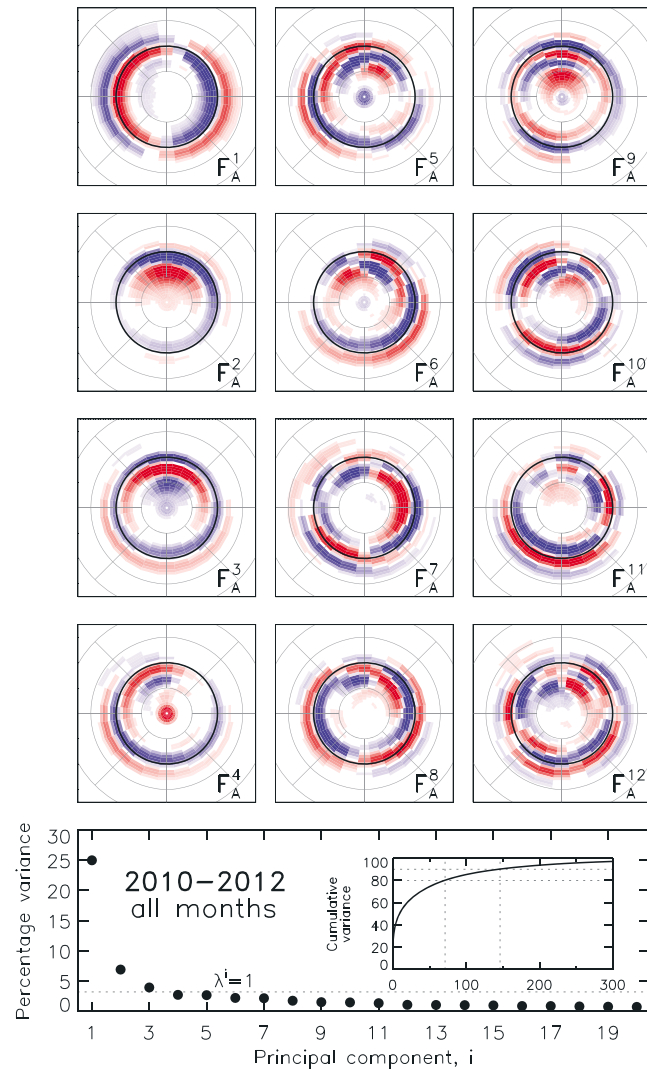 F_A^1
F_A^5
F_A^9
F_A^2
F_A^6
F_A^10
F_A^3
F_A^7
F_A^11
F_A^4
F_A^8
F_A^12
Percentage variance
30
25
20
15
10
5
0
2010−2012
all months
λ^i=1
Cumulative
variance
100
80
60
40
20
0
0 100 200 300
1 3 5 7 9 11 13 15 17 19
Principal component, i